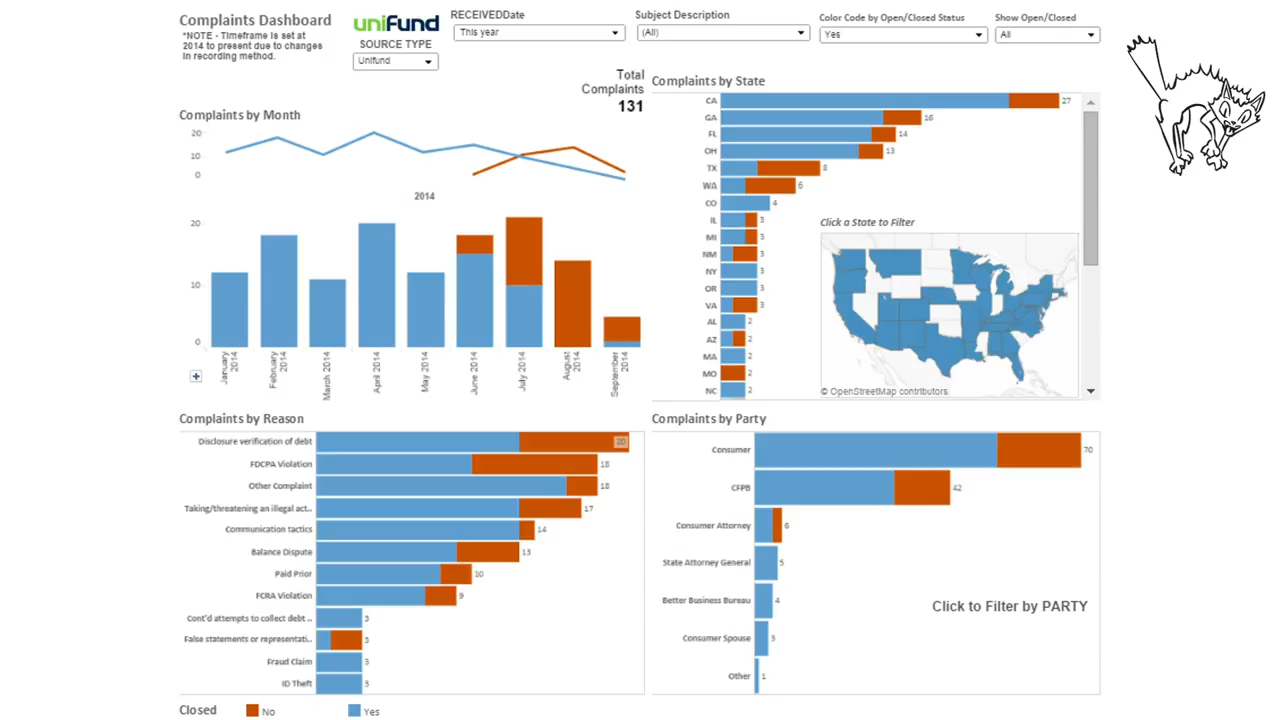 Complaints Dashboard
*NOTE - Timeframe is set at
2014 to present due to changes
in recording method.
unifund
SOURCE TYPE
Unifund
RECEIVEDDate
This year
Subject Description
(All)
Color Code by Open/Closed Status
Yes
Show Open/Closed
All
Total
Complaints
131
Complaints by Month
20
10
0
2014
20
10
0
January 2014
February 2014
March 2014
April 2014
May 2014
June 2014
July 2014
August 2014
September 2014
Complaints by State
CA 27
GA 16
FL 14
OH 13
TX 8
WA 6
CO 4
IL 3
MI 3
NM 3
NY 3
OR 3
VA 3
AL 2
AZ 2
MA 2
MO 2
NC 2
Click a State to Filter
© OpenStreetMap contributors
Complaints by Reason
Disclosure verification of debt 20
FDCPA Violation 18
Other Complaint 18
Taking/threatening an illegal act.. 17
Communication tactics 14
Balance Dispute 13
Paid Prior 10
FCRA Violation 9
Cont'd attempts to collect debt .. 3
False statements or representati.. 3
Fraud Claim 3
ID Theft 3
Complaints by Party
Consumer 70
CFPB 42
Consumer Attorney 6
State Attorney General 5
Better Business Bureau 4
Consumer Spouse 3
Other 1
Click to Filter by PARTY
Closed No Yes